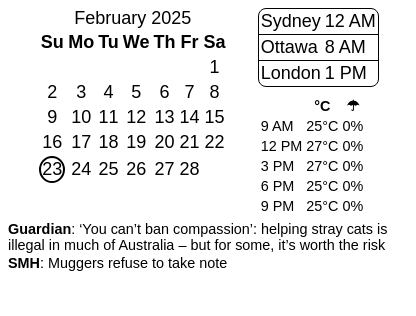 February 2025
Su Mo Tu We Th Fr Sa
1
2 3 4 5 6 7 8
9 10 11 12 13 14 15
16 17 18 19 20 21 22
23 24 25 26 27 28
Sydney 12 AM
Ottawa 8 AM
London 1 PM
°C ☂
9 AM 25°C 0%
12 PM 27°C 0%
3 PM 27°C 0%
6 PM 25°C 0%
9 PM 25°C 0%
Guardian: ‘You can’t ban compassion’: helping stray cats is
illegal in much of Australia – but for some, it’s worth the risk
SMH: Muggers refuse to take note